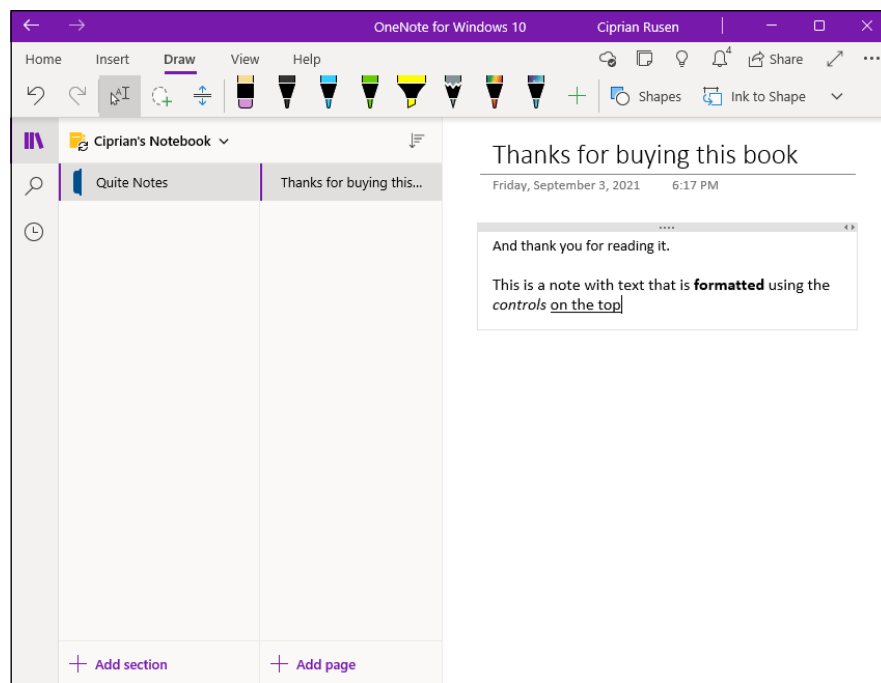 OneNote for Windows 10
Ciprian Rusen
Home Insert Draw View Help
4
Share
Shapes
Ink to Shape
Ciprian's Notebook
Quite Notes
Thanks for buying this...
Thanks for buying this book
Friday, September 3, 2021 6:17 PM
And thank you for reading it.
This is a note with text that is formatted using the
controls on the top
Add section
Add page